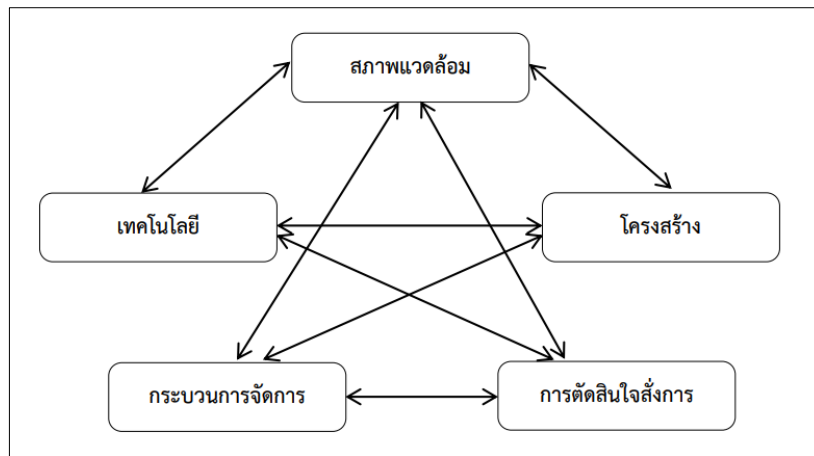 สภาพแวดล้อม
เทคโนโลยี
โครงสร้าง
กระบวนการจัดการ
การตัดสินใจสั่งการ